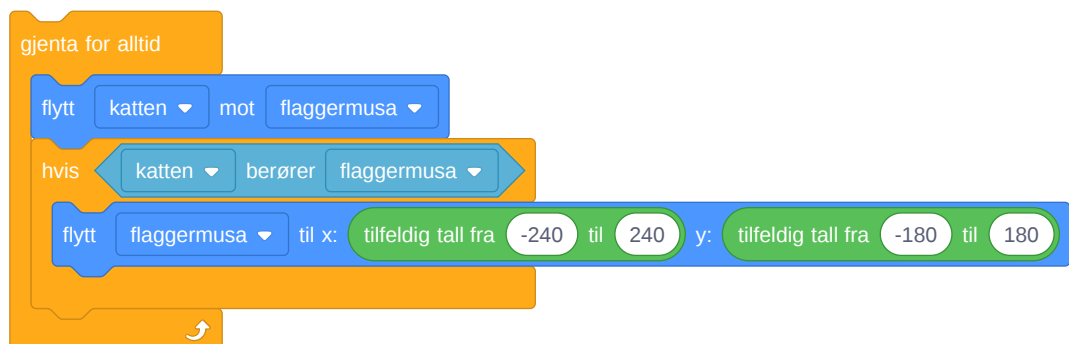 gjenta for alltid
flytt katten mot flaggermusa
hvis katten berører flaggermusa
flytt flaggermusa til x: tilfeldig tall fra -240 til 240 y: tilfeldig tall fra -180 til 180